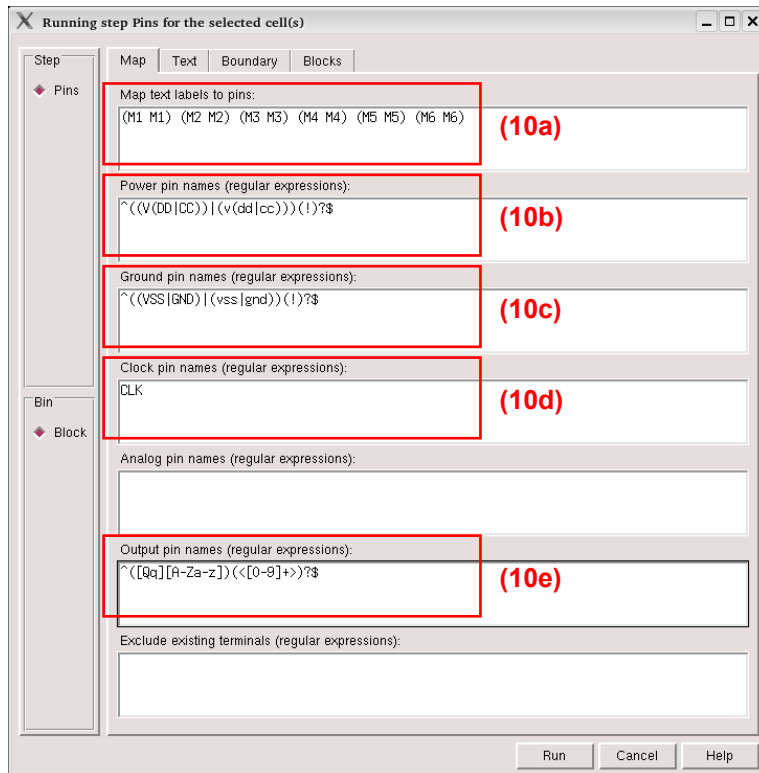 Running step Pins for the selected cell(s)
Step
Pins
Bin
Block
Map Text Boundary Blocks
Map text labels to pins:
(M1 M1) (M2 M2) (M3 M3) (M4 M4) (M5 M5) (M6 M6)
(10a)
Power pin names (regular expressions):
^((V(DD|CC))|(v(dd|cc)))(!)?$
(10b)
Ground pin names (regular expressions):
^((VSS|GND)|(vss|gnd))(!)?$
(10c)
Clock pin names (regular expressions):
CLK
(10d)
Analog pin names (regular expressions):
Output pin names (regular expressions):
^([Qq][A-Za-z])(<[0-9]+>)?$
(10e)
Exclude existing terminals (regular expressions):
Run Cancel Help